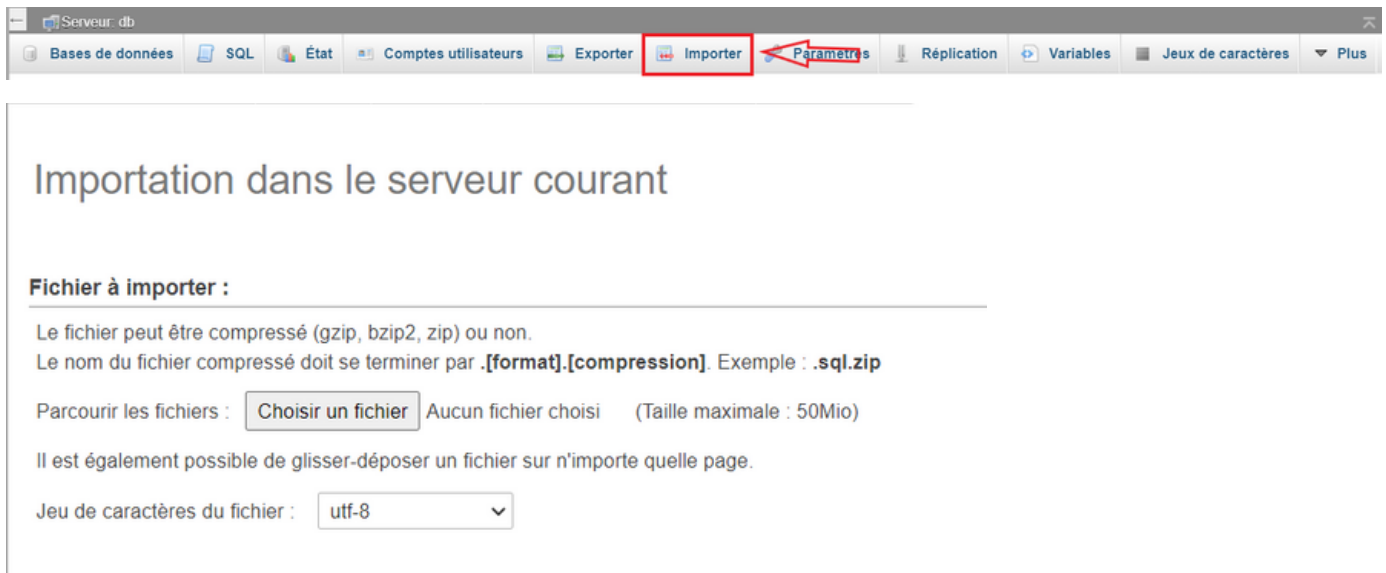 Serveur: db
Bases de données SQL État Comptes utilisateurs Exporter Importer Paramètres Réplication Variables Jeux de caractères Plus
Importation dans le serveur courant
Fichier à importer :
Le fichier peut être compressé (gzip, bzip2, zip) ou non.
Le nom du fichier compressé doit se terminer par .[format].[compression]. Exemple : .sql.zip
Parcourir les fichiers : Choisir un fichier Aucun fichier choisi (Taille maximale : 50Mio)
Il est également possible de glisser-déposer un fichier sur n'importe quelle page.
Jeu de caractères du fichier : utf-8